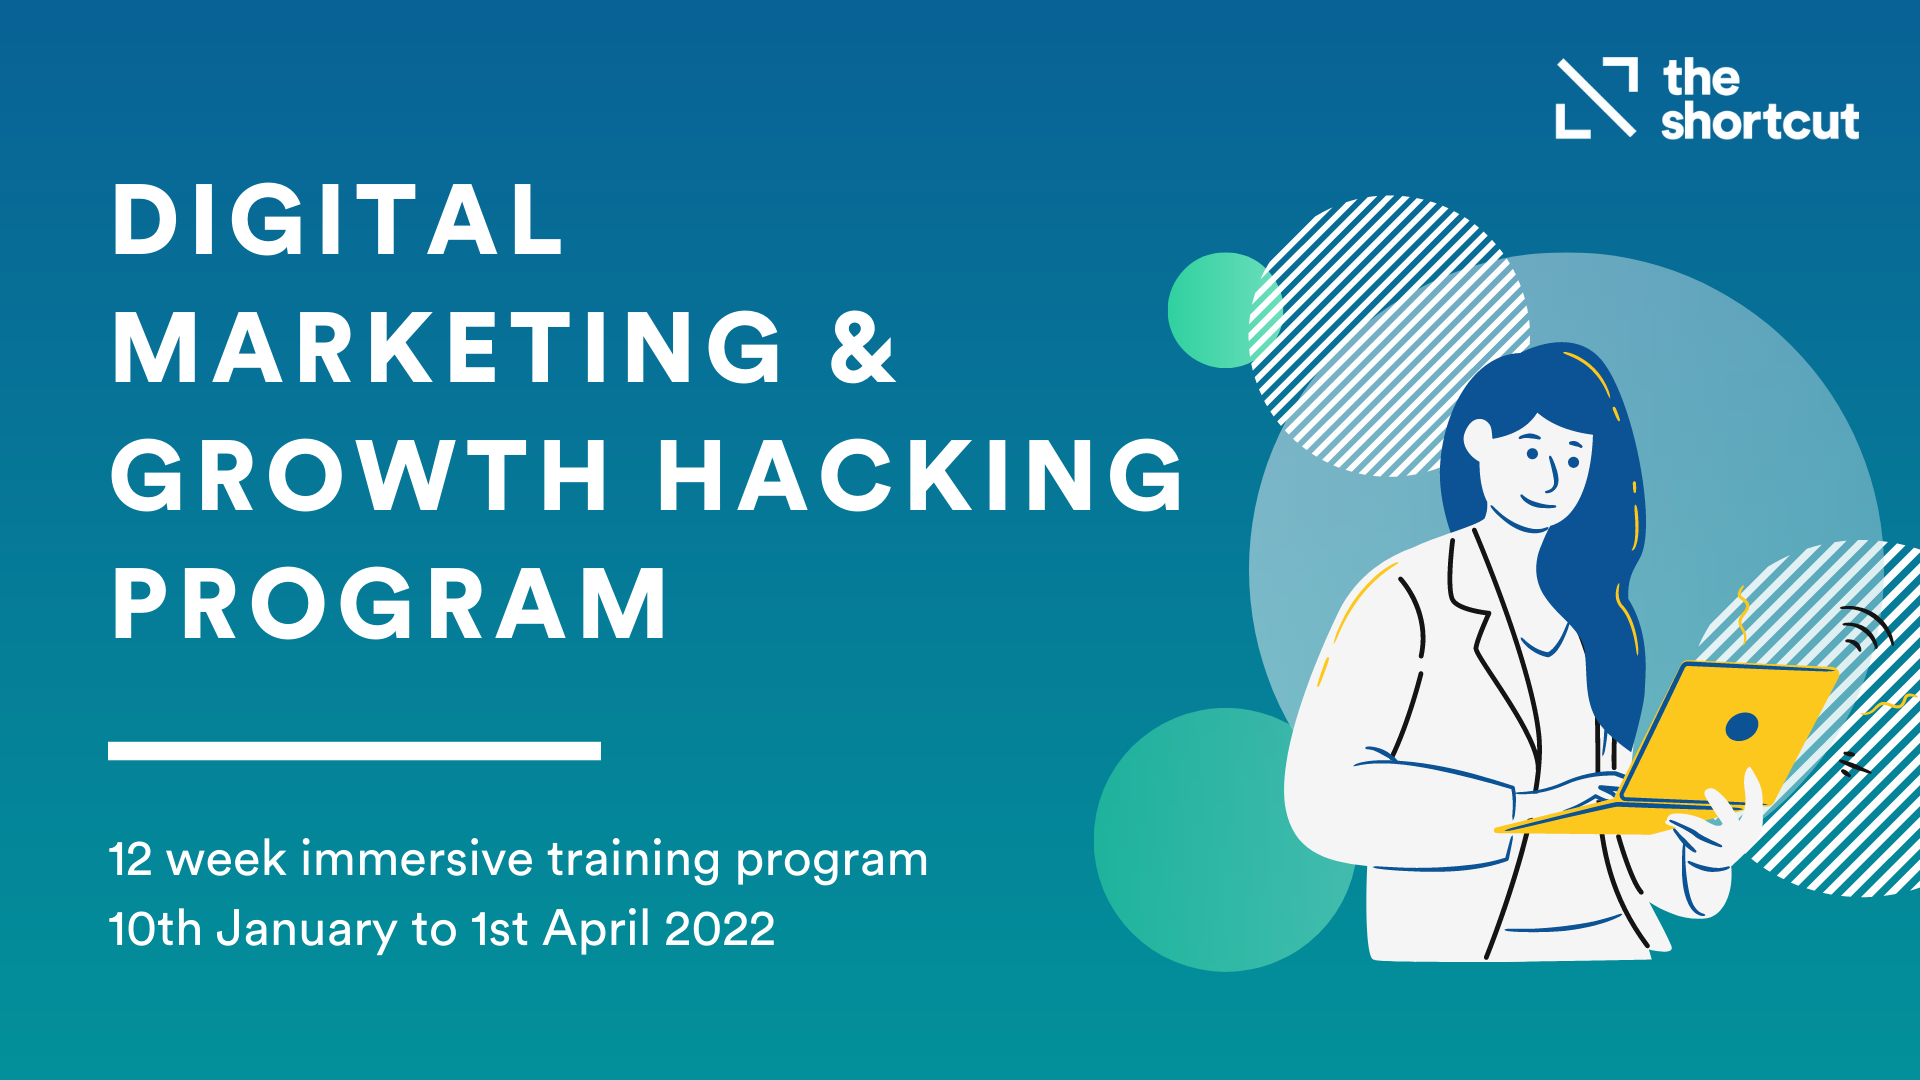 the
shortcut
DIGITAL
MARKETING &
GROWTH HACKING
PROGRAM
12 week immersive training program
10th January to 1st April 2022